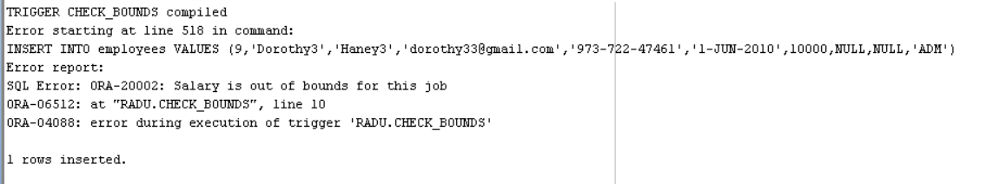 TRIGGER CHECK_BOUNDS compiled
Error starting at line 518 in command:
INSERT INTO employees VALUES (9,'Dorothy3','Haney3','dorothy33@gmail.com','973-722-47461','1-JUN-2010',10000,NULL,NULL,'ADM')
Error report:
SQL Error: ORA-20002: Salary is out of bounds for this job
ORA-06512: at "RADU.CHECK_BOUNDS", line 10
ORA-04088: error during execution of trigger 'RADU.CHECK_BOUNDS'
1 rows inserted.